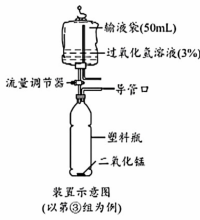 输液袋(50mL)
过氧化氢溶液(3%)
流量调节器
导管口
塑料瓶
二氧化锰
装置示意图
(以第③组为例)